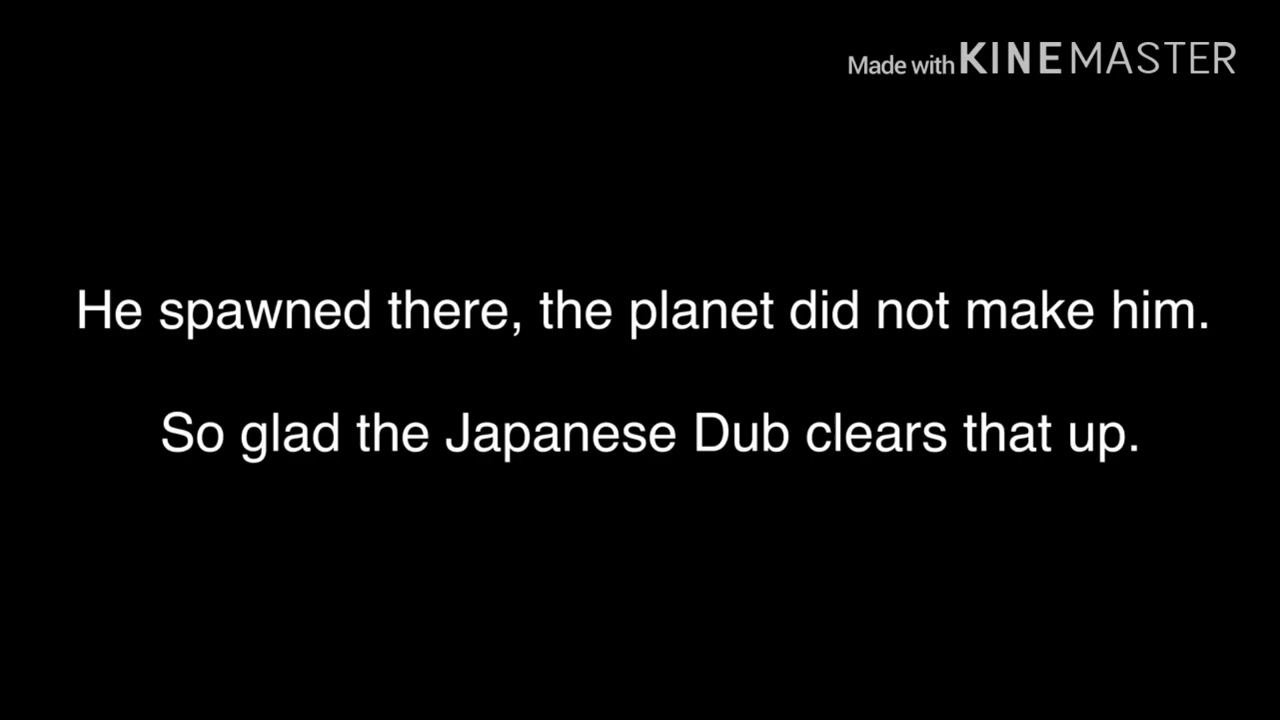 Made with KINEMASTER
He spawned there, the planet did not make him.
So glad the Japanese Dub clears that up.